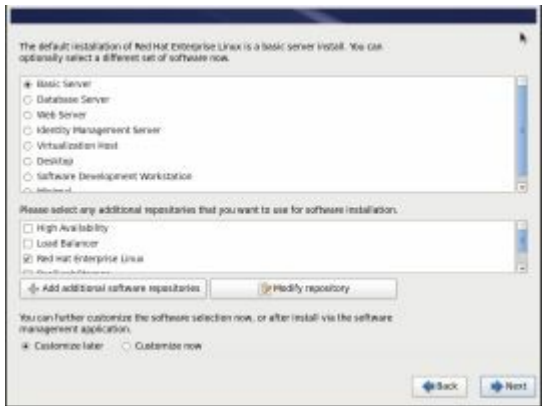 The default installation of Red Hat Enterprise Linux is a basic server install. You can
optionally select a different set of software now.
Basic Server
Database Server
Web Server
Identity Management Server
Virtualization Host
Desktop
Software Development Workstation
Minimal
Please select any additional repositories that you want to use for software installation.
High Availability
Load Balancer
Red Hat Enterprise Linux
Add additional software repositories
Modify repository
You can further customize the software selection now, or after install via the software
management application.
Customize later
Customize now
Back
Next